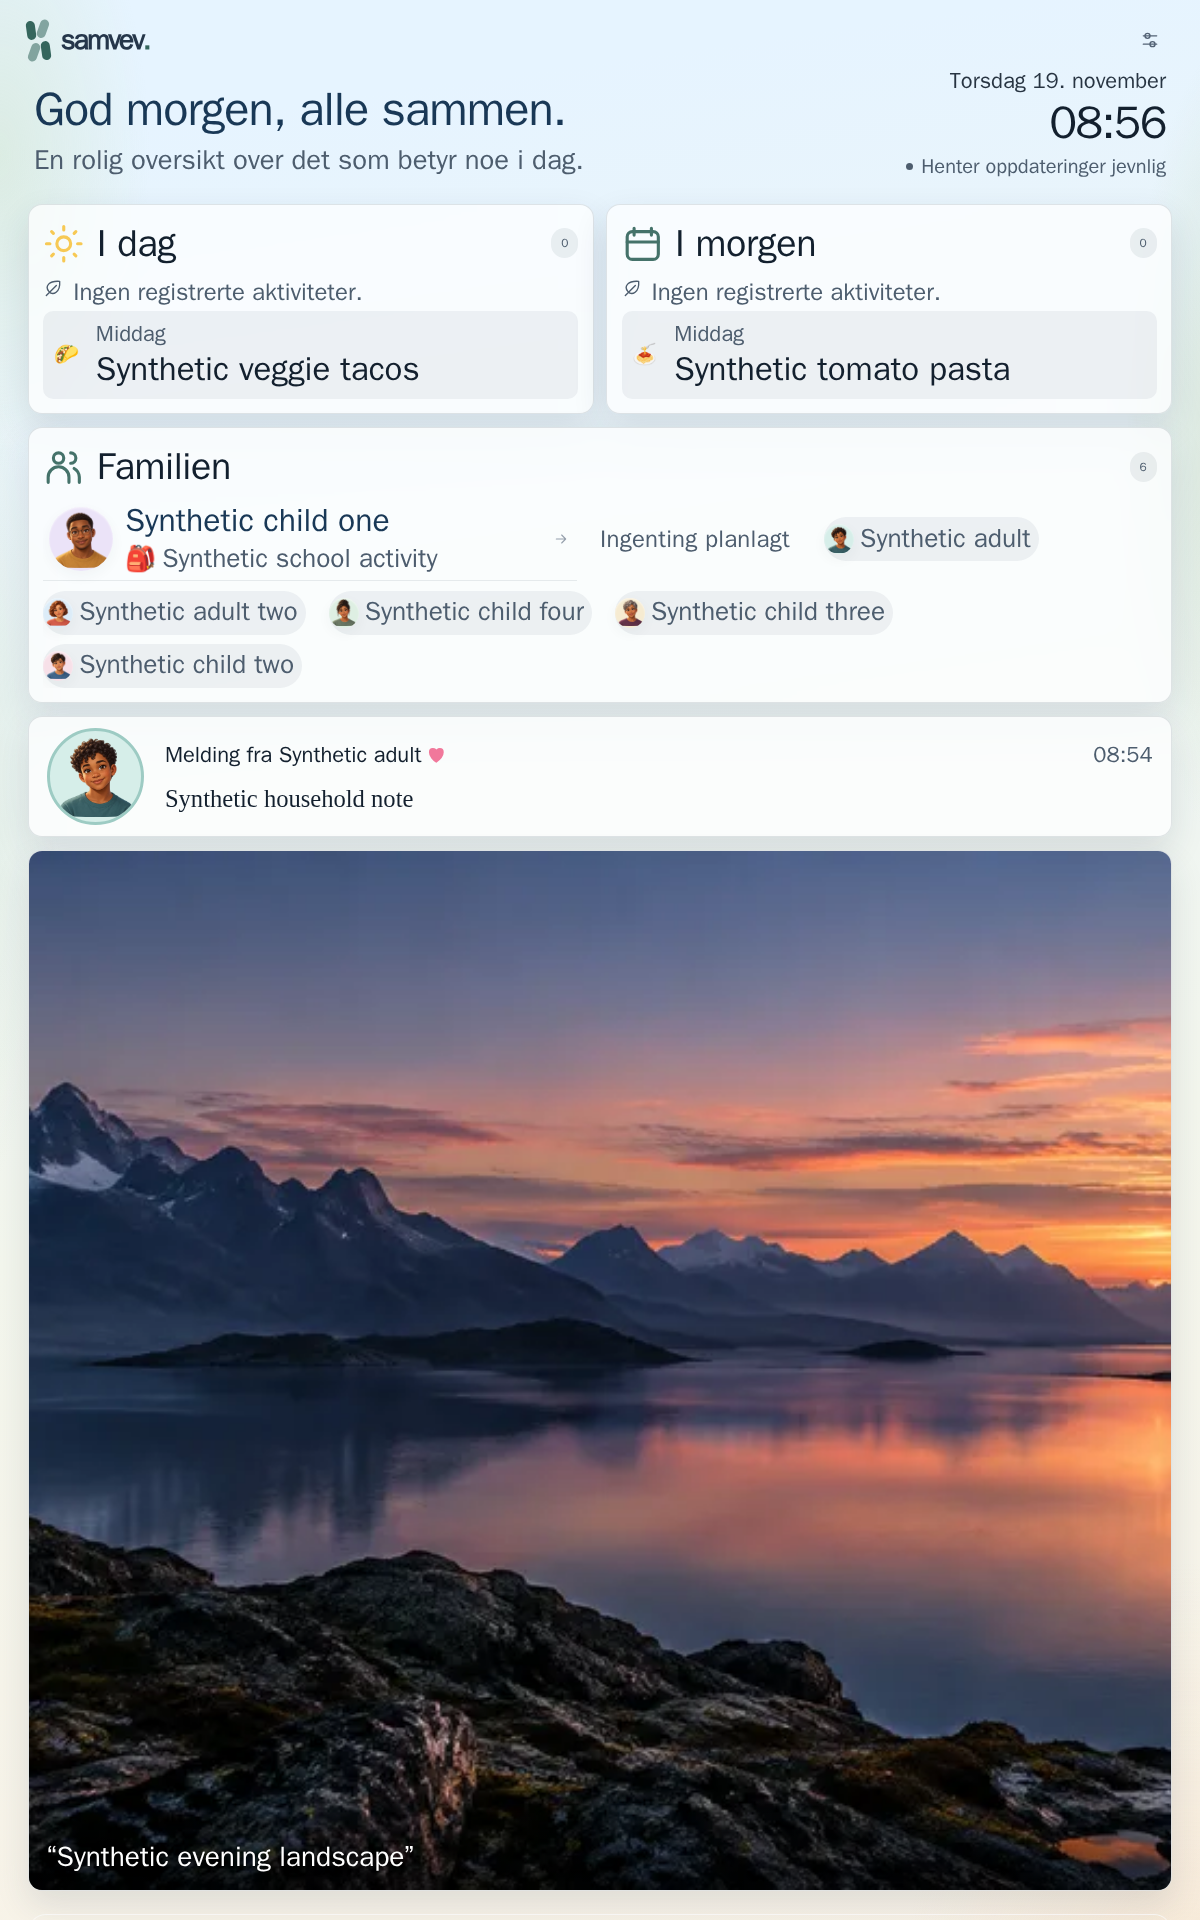 samvev.
Torsdag 19. november
08:56
Henter oppdateringer jevnlig
God morgen, alle sammen.
En rolig oversikt over det som betyr noe i dag.
I dag
0
Ingen registrerte aktiviteter.
Middag
Synthetic veggie tacos
I morgen
0
Ingen registrerte aktiviteter.
Middag
Synthetic tomato pasta
Familien
6
Synthetic child one
Synthetic school activity
Ingenting planlagt
Synthetic adult
Synthetic adult two
Synthetic child four
Synthetic child three
Synthetic child two
Melding fra Synthetic adult
08:54
Synthetic household note
“Synthetic evening landscape”